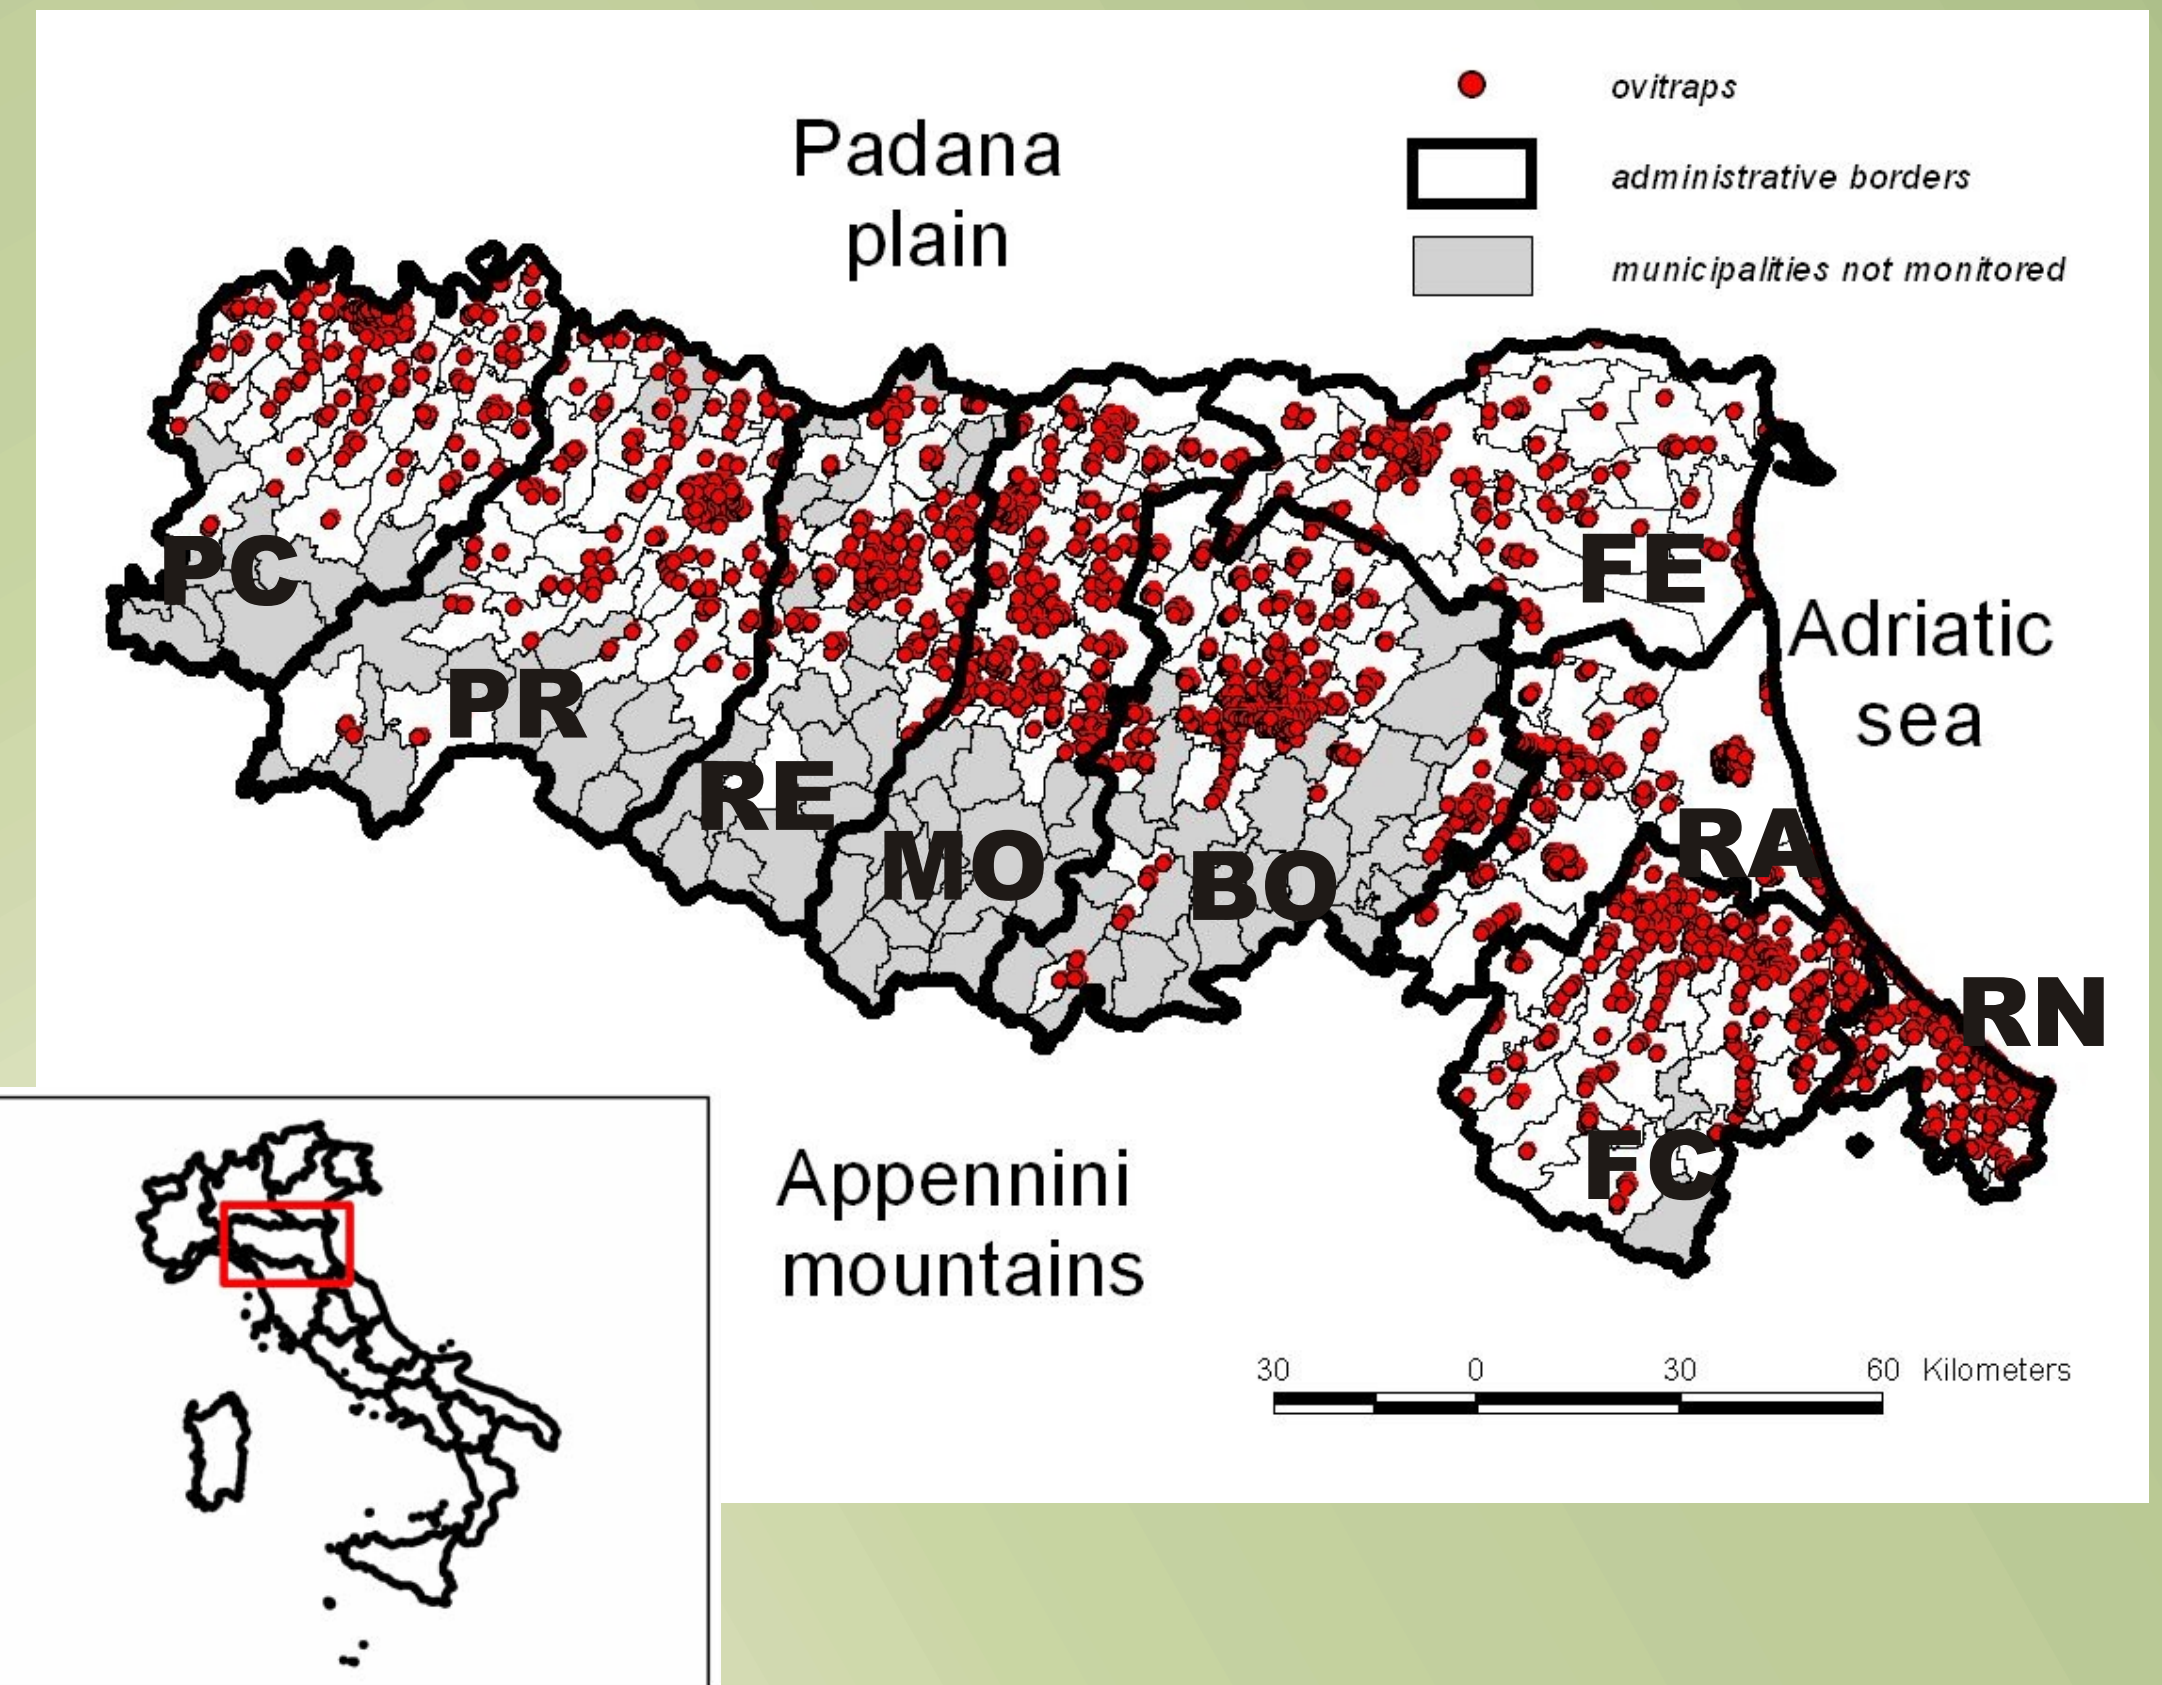 ovitraps
administrative borders
municipalities not monitored
Padana
plain
PC
PR
RE
MO
BO
FE
RA
FC
RN
Adriatic
sea
Appennini
mountains
30 0 30 60 Kilometers